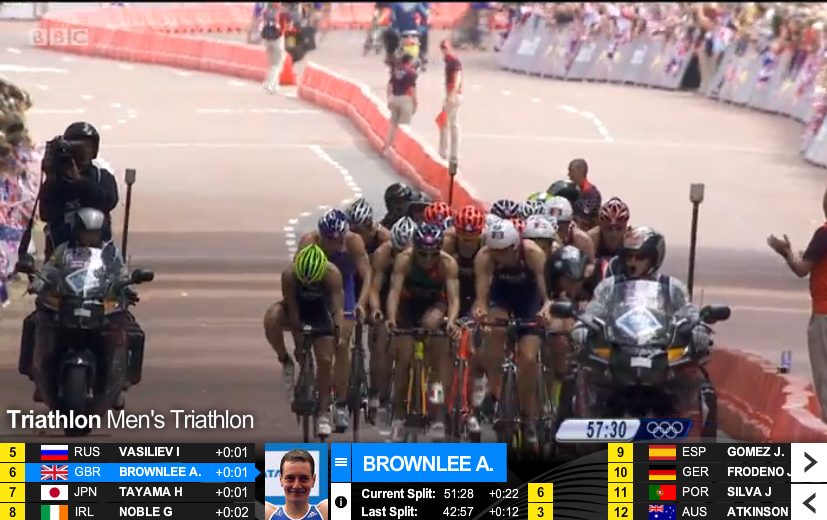 BBC
57:30
Triathlon Men's Triathlon
5 RUS VASILIEV I +0:01
6 GBR BROWNLEE A. +0:01
7 JPN TAYAMA H +0:01
8 IRL NOBLE G +0:02
BROWNLEE A.
Current Split: 51:28 +0:22 6
Last Split: 42:57 +0:12 3
9 ESP GOMEZ J.
10 GER FRODENO J
11 POR SILVA J
12 AUS ATKINSON